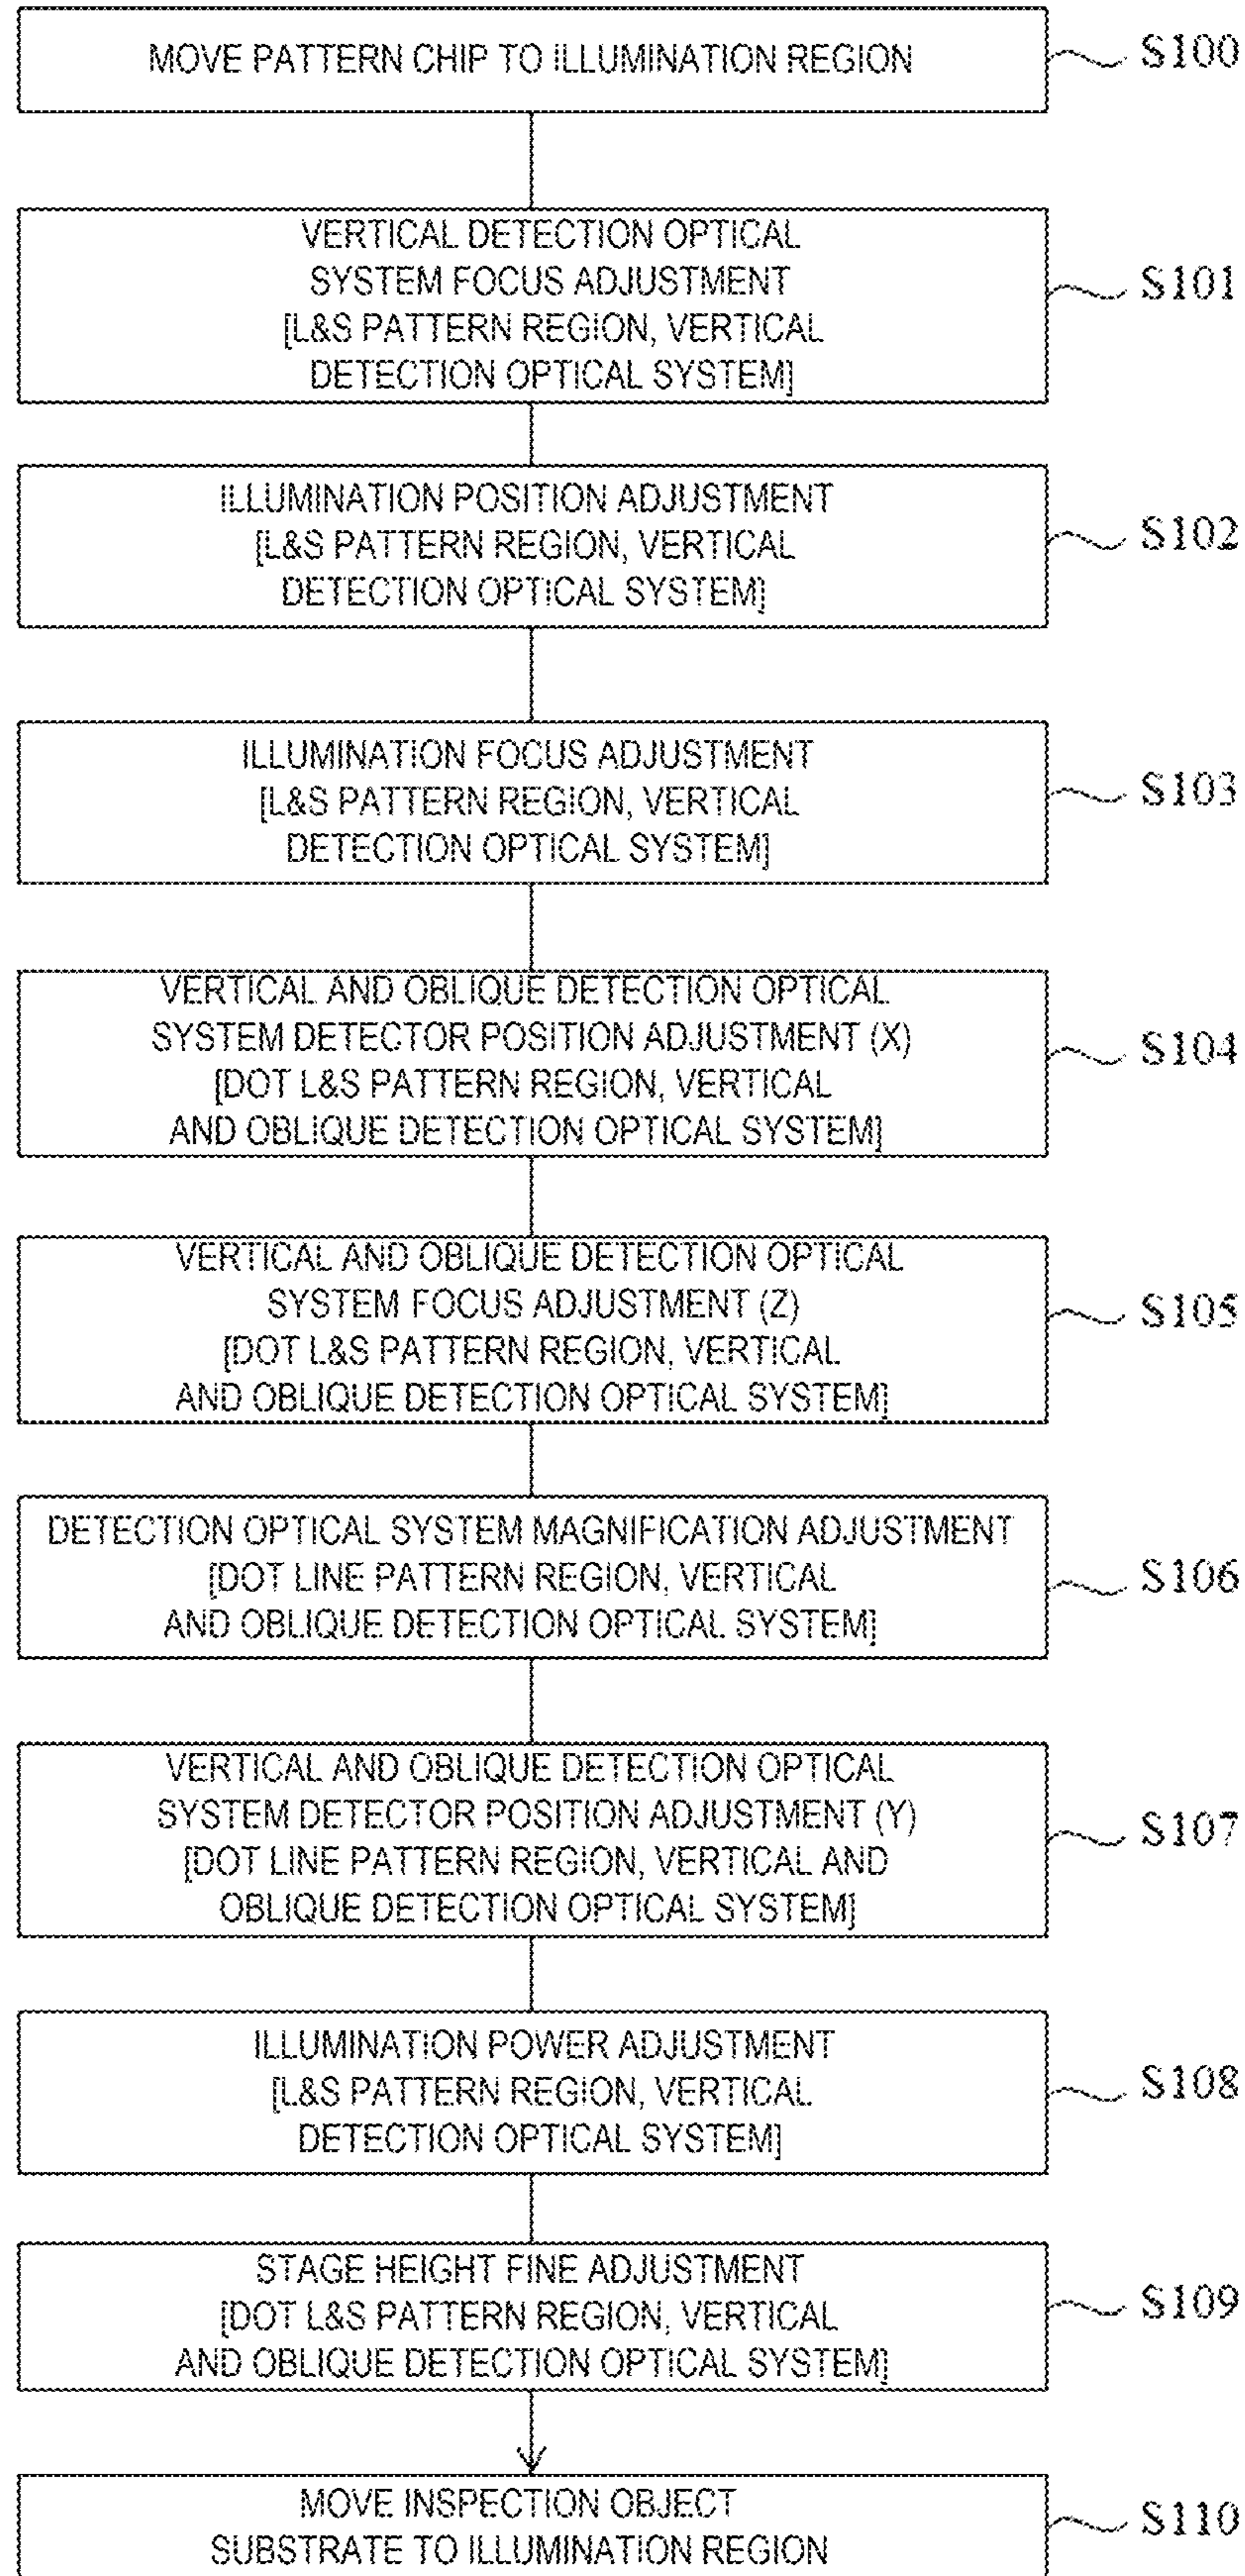 MOVE PATTERN CHIP TO ILLUMINATION REGION
S100
VERTICAL DETECTION OPTICAL
SYSTEM FOCUS ADJUSTMENT
[L&S PATTERN REGION, VERTICAL
DETECTION OPTICAL SYSTEM]
S101
ILLUMINATION POSITION ADJUSTMENT
[L&S PATTERN REGION, VERTICAL
DETECTION OPTICAL SYSTEM]
S102
ILLUMINATION FOCUS ADJUSTMENT
[L&S PATTERN REGION, VERTICAL
DETECTION OPTICAL SYSTEM]
S103
VERTICAL AND OBLIQUE DETECTION OPTICAL
SYSTEM DETECTOR POSITION ADJUSTMENT (X)
[DOT L&S PATTERN REGION, VERTICAL
AND OBLIQUE DETECTION OPTICAL SYSTEM]
S104
VERTICAL AND OBLIQUE DETECTION OPTICAL
SYSTEM FOCUS ADJUSTMENT (Z)
[DOT L&S PATTERN REGION, VERTICAL
AND OBLIQUE DETECTION OPTICAL SYSTEM]
S105
DETECTION OPTICAL SYSTEM MAGNIFICATION ADJUSTMENT
[DOT LINE PATTERN REGION, VERTICAL
AND OBLIQUE DETECTION OPTICAL SYSTEM]
S106
VERTICAL AND OBLIQUE DETECTION OPTICAL
SYSTEM DETECTOR POSITION ADJUSTMENT (Y)
[DOT LINE PATTERN REGION, VERTICAL AND
OBLIQUE DETECTION OPTICAL SYSTEM]
S107
ILLUMINATION POWER ADJUSTMENT
[L&S PATTERN REGION, VERTICAL
DETECTION OPTICAL SYSTEM]
S108
STAGE HEIGHT FINE ADJUSTMENT
[DOT L&S PATTERN REGION, VERTICAL
AND OBLIQUE DETECTION OPTICAL SYSTEM]
S109
MOVE INSPECTION OBJECT
SUBSTRATE TO ILLUMINATION REGION
S110